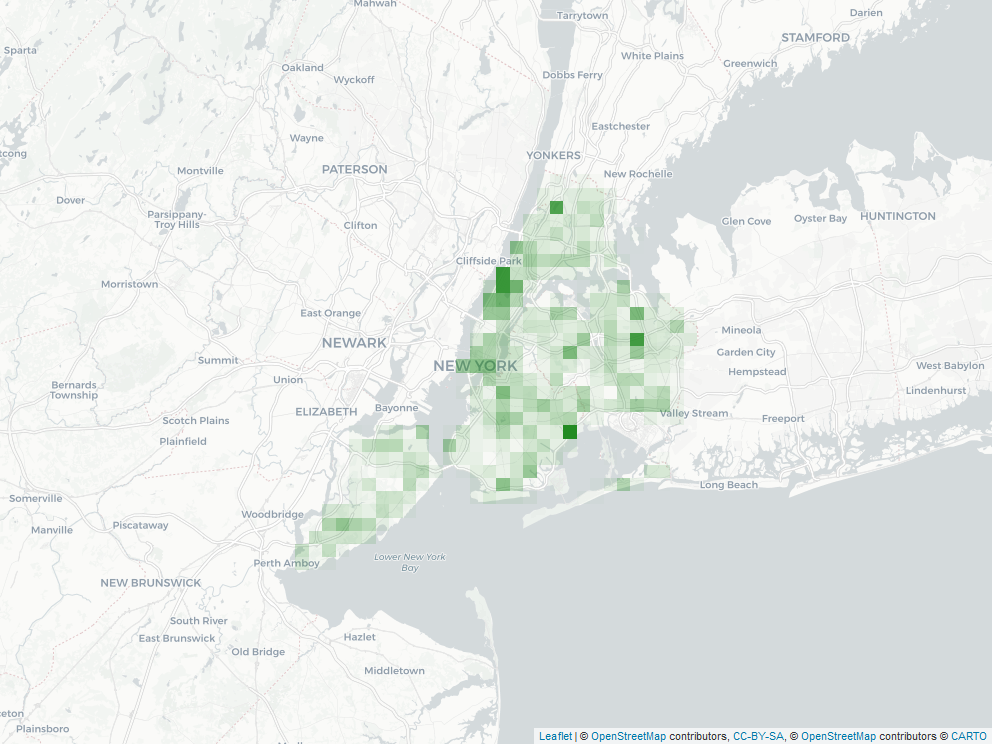 Mahwah
Tarrytown
Darien
STAMFORD
Sparta
White Plains
Greenwich
Oakland
Wyckoff
Dobbs Ferry
Eastchester
Wayne
YONKERS
PATERSON
Montville
New Rochelle
Dover
Parsippany-
Troy Hills
Clifton
Glen Cove
Oyster Bay
HUNTINGTON
Cliffside Park
Morristown
East Orange
Mineola
NEWARK
Garden City
Summit
NEW YORK
Hempstead
West Babylon
Union
Bernards
Township
Lindenhurst
ELIZABETH
Bayonne
Valley Stream
Freeport
Scotch Plains
Plainfield
Long Beach
Somerville
Woodbridge
Manville
Piscataway
Lower New York
Bay
Perth Amboy
NEW BRUNSWICK
South River
East Brunswick
Hazlet
Old Bridge
Middletown
Plainsboro
Leaflet | © OpenStreetMap contributors, CC-BY-SA, © OpenStreetMap contributors © CARTO